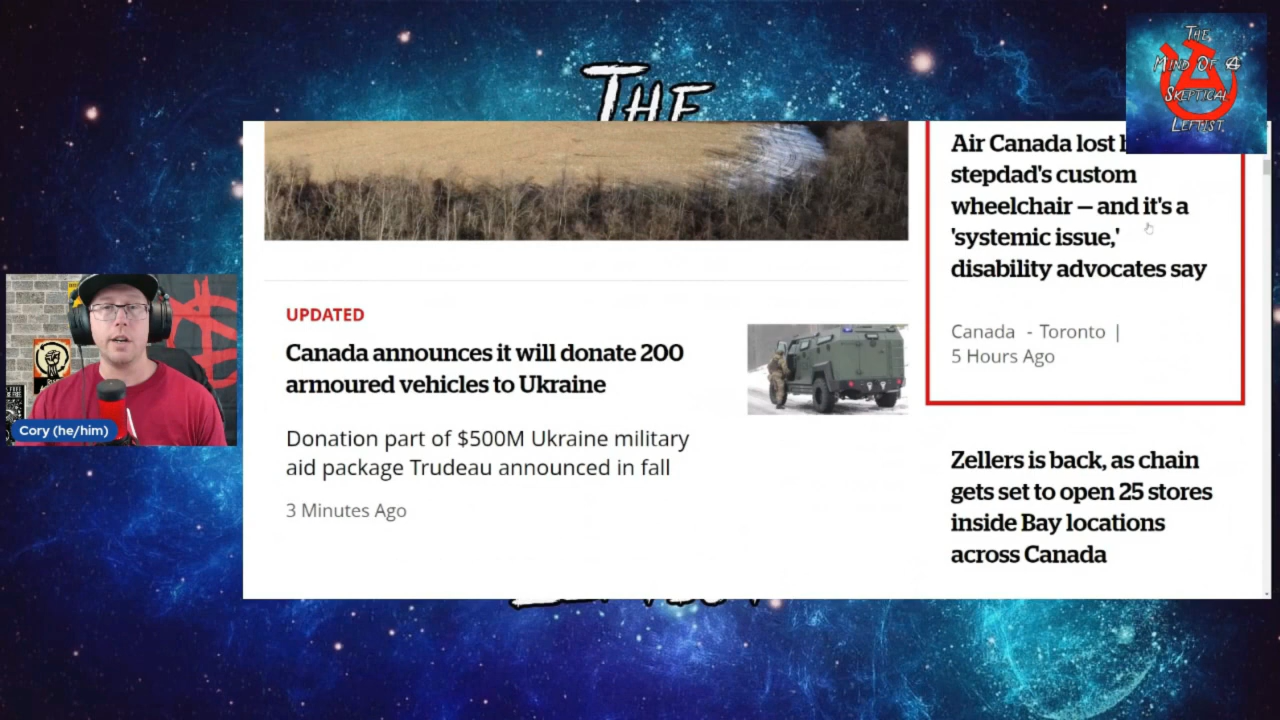 THE
THE
MIND OF A
SKEPTICAL
LEFTIST
Air Canada lost
stepdad's custom
wheelchair – and it's a
'systemic issue,'
disability advocates say
Canada - Toronto |
5 Hours Ago
UPDATED
Canada announces it will donate 200
armoured vehicles to Ukraine
Donation part of $500M Ukraine military
aid package Trudeau announced in fall
3 Minutes Ago
Zellers is back, as chain
gets set to open 25 stores
inside Bay locations
across Canada
Cory (he/him)